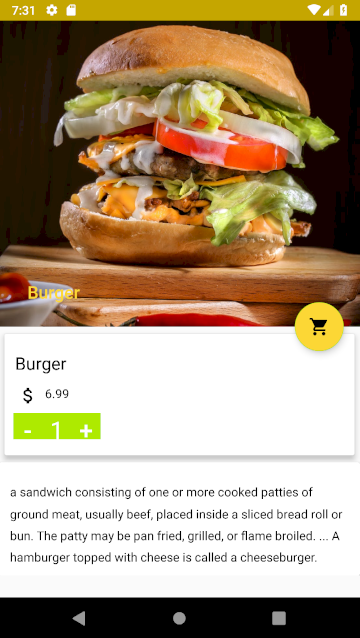 7:31
Burger
Burger
$ 6.99
- 1 +
a sandwich consisting of one or more cooked patties of
ground meat, usually beef, placed inside a sliced bread roll or
bun. The patty may be pan fried, grilled, or flame broiled. ... A
hamburger topped with cheese is called a cheeseburger.